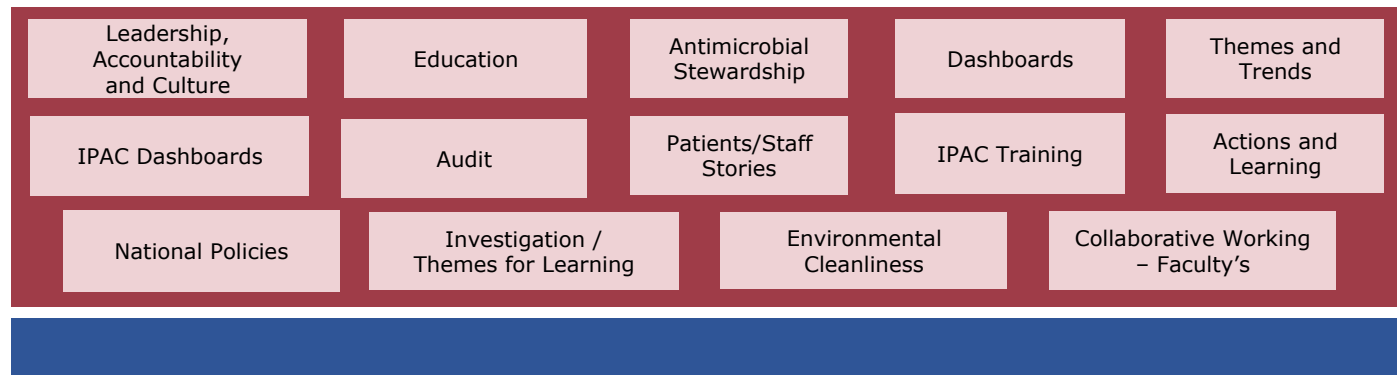 Leadership,
Accountability
and Culture
Education
Antimicrobial
Stewardship
Dashboards
Themes and
Trends
IPAC Dashboards
Audit
Patients/Staff
Stories
IPAC Training
Actions and
Learning
National Policies
Investigation /
Themes for Learning
Environmental
Cleanliness
Collaborative Working
– Faculty’s